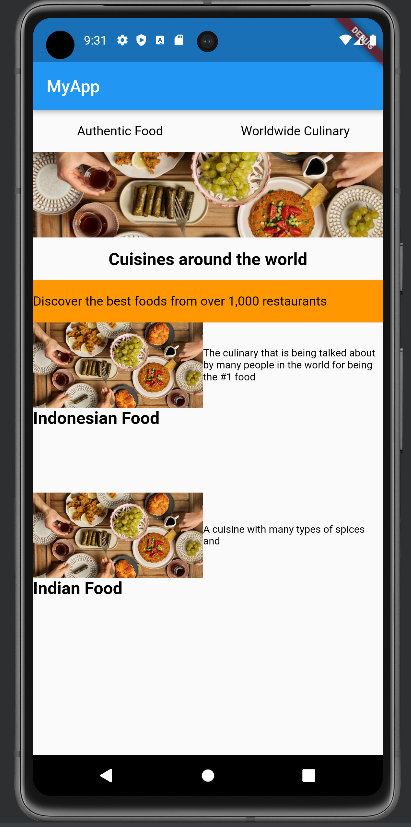 9:31
DEBUG
MyApp
Authentic Food
Worldwide Culinary
Cuisines around the world
Discover the best foods from over 1,000 restaurants
The culinary that is being talked about
by many people in the world for being
the #1 food
Indonesian Food
A cuisine with many types of spices
and
Indian Food